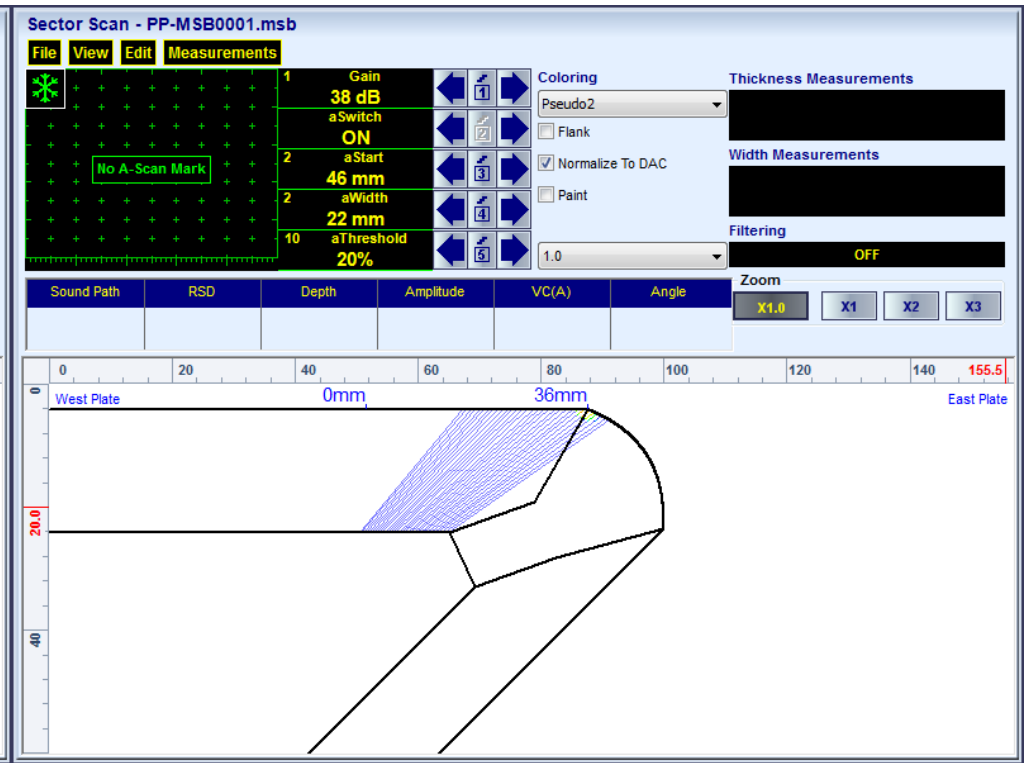 Sector Scan - PP-MSB0001.msb
File View Edit Measurements
No A-Scan Mark
1 Gain
38 dB
aSwitch
ON
2 aStart
46 mm
2 aWidth
22 mm
10 aThreshold
20%
1
2
3
4
5
Coloring
Pseudo2
Flank
Normalize To DAC
Paint
1.0
Thickness Measurements
Width Measurements
Filtering
OFF
Zoom
X1.0 X1 X2 X3
Sound Path RSD Depth Amplitude VC(A) Angle
0 20 40 60 80 100 120 140 155.5
0
20.0
40
West Plate 0mm 36mm East Plate